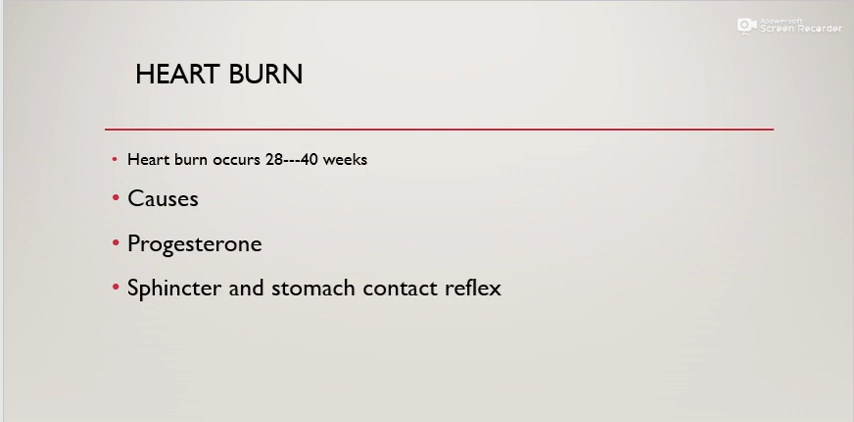 Apowersoft
Screen Recorder
HEART BURN
• Heart burn occurs 28---40 weeks
• Causes
• Progesterone
• Sphincter and stomach contact reflex